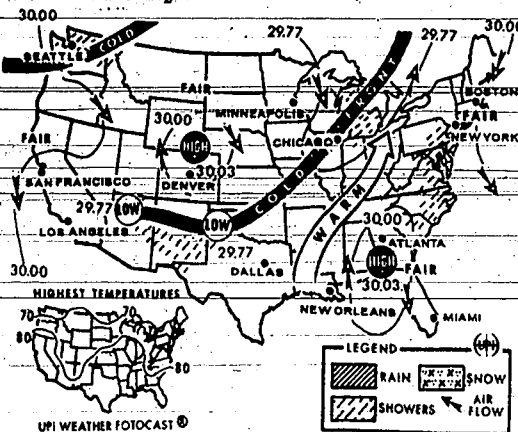 30.00
SEATTLE
COLD
29.77
29.77
30.00
FAIR
FAIR
30.00
MINNEAPOLIS
BOSTON
FAIR
NEW YORK
CHICAGO
HIGH
30.03
DENVER
SAN FRANCISCO
29.77
LOW
LOW
COLD FRONT
WARM
30.00
LOS ANGELES
29.77
DALLAS
ATLANTA
HIGH
FAIR
30.03
30.00
NEW ORLEANS
MIAMI
HIGHEST TEMPERATURES
70
70
80
80
UPI WEATHER FOTOCAST ®
LEGEND
UPI
RAIN
SNOW
SHOWERS
AIR
FLOW